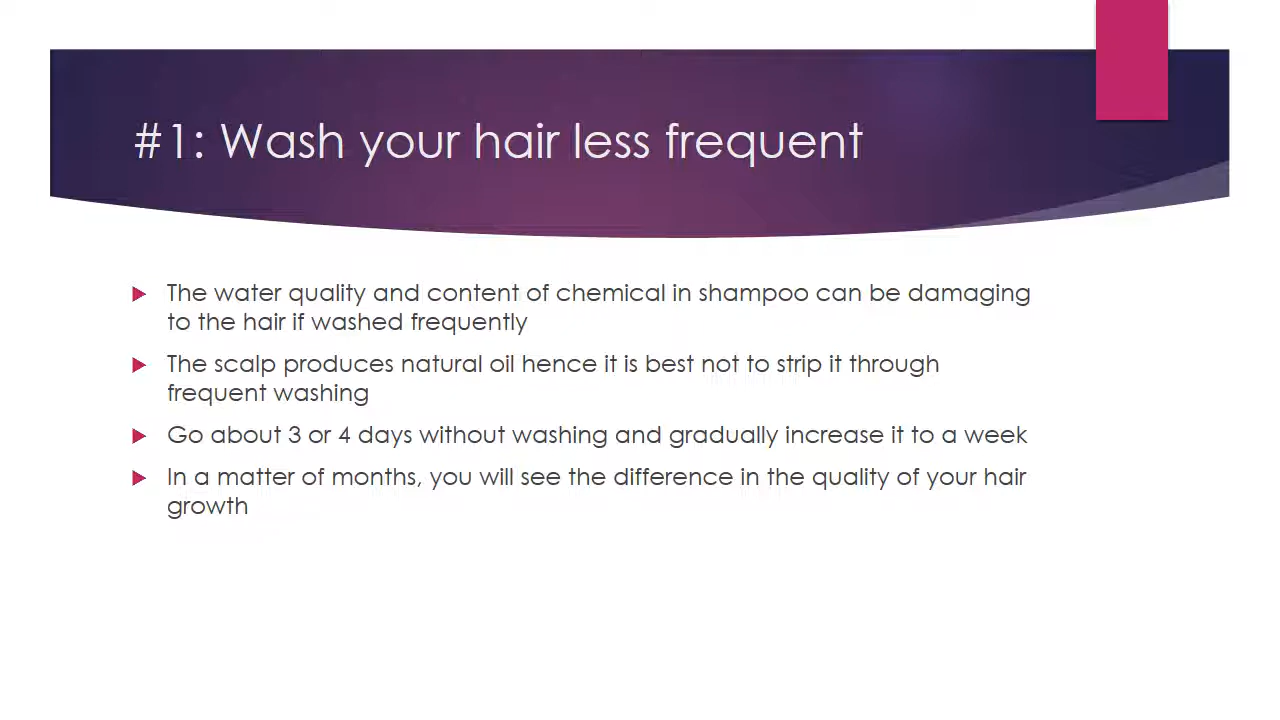 #1: Wash your hair less frequent
The water quality and content of chemical in shampoo can be damaging
to the hair if washed frequently
The scalp produces natural oil hence it is best not to strip it through
frequent washing
Go about 3 or 4 days without washing and gradually increase it to a week
In a matter of months, you will see the difference in the quality of your hair
growth